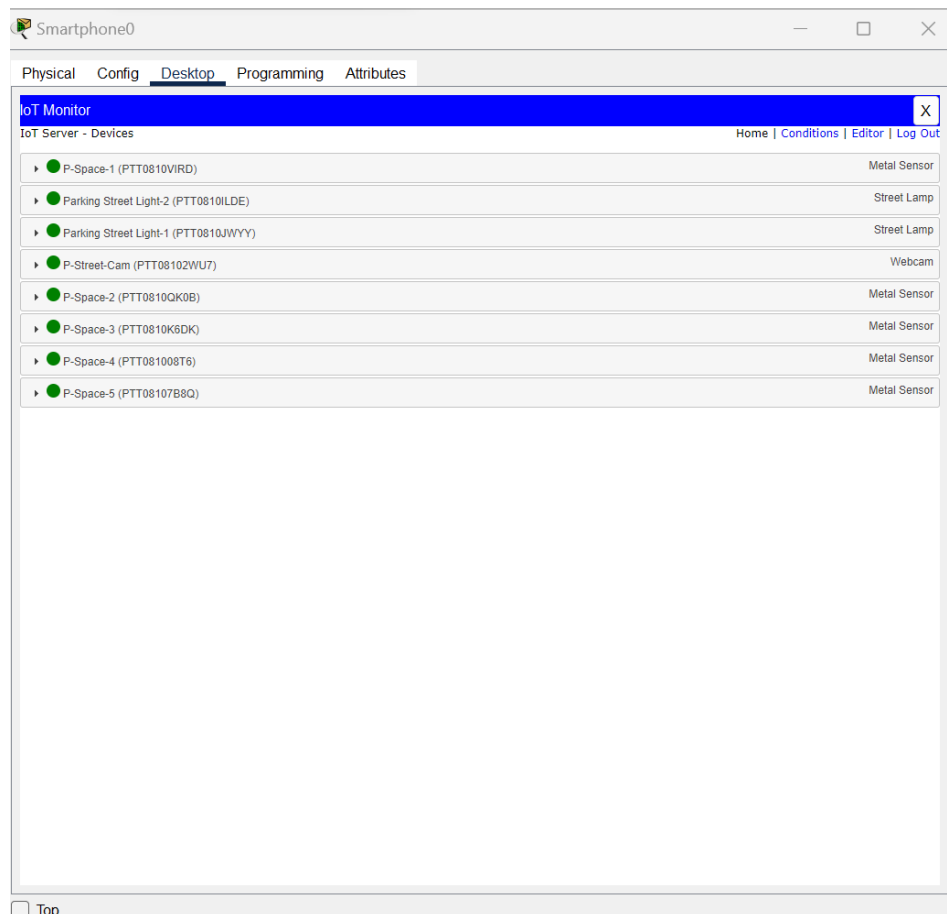 Smartphone0
Physical Config Desktop Programming Attributes
IoT Monitor X
IoT Server - Devices Home | Conditions | Editor | Log Out
P-Space-1 (PTT0810VIRD) Metal Sensor
Parking Street Light-2 (PTT0810ILDE) Street Lamp
Parking Street Light-1 (PTT0810JWYY) Street Lamp
P-Street-Cam (PTT08102WU7) Webcam
P-Space-2 (PTT0810QK0B) Metal Sensor
P-Space-3 (PTT0810K6DK) Metal Sensor
P-Space-4 (PTT081008T6) Metal Sensor
P-Space-5 (PTT08107B8Q) Metal Sensor
Top